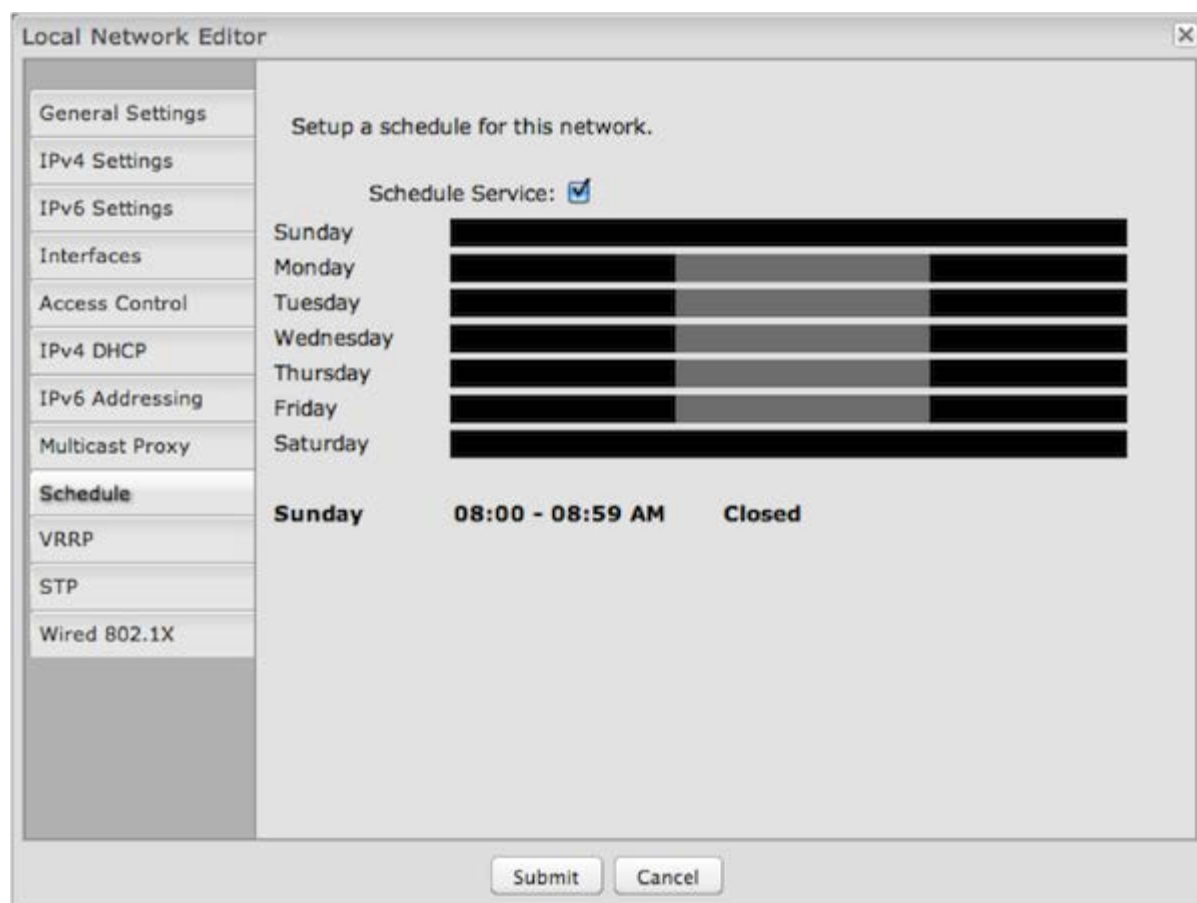 Local Network Editor
General Settings
IPv4 Settings
IPv6 Settings
Interfaces
Access Control
IPv4 DHCP
IPv6 Addressing
Multicast Proxy
Schedule
VRRP
STP
Wired 802.1X
Setup a schedule for this network.
Schedule Service:
Sunday
Monday
Tuesday
Wednesday
Thursday
Friday
Saturday
Sunday 08:00 - 08:59 AM Closed
Submit Cancel